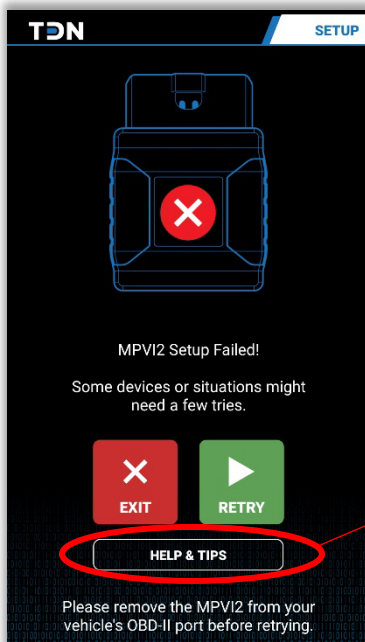 TDN
SETUP
MPVI2 Setup Failed!
Some devices or situations might
need a few tries.
EXIT
RETRY
HELP & TIPS
Please remove the MPVI2 from your
vehicle's OBD-II port before retrying.